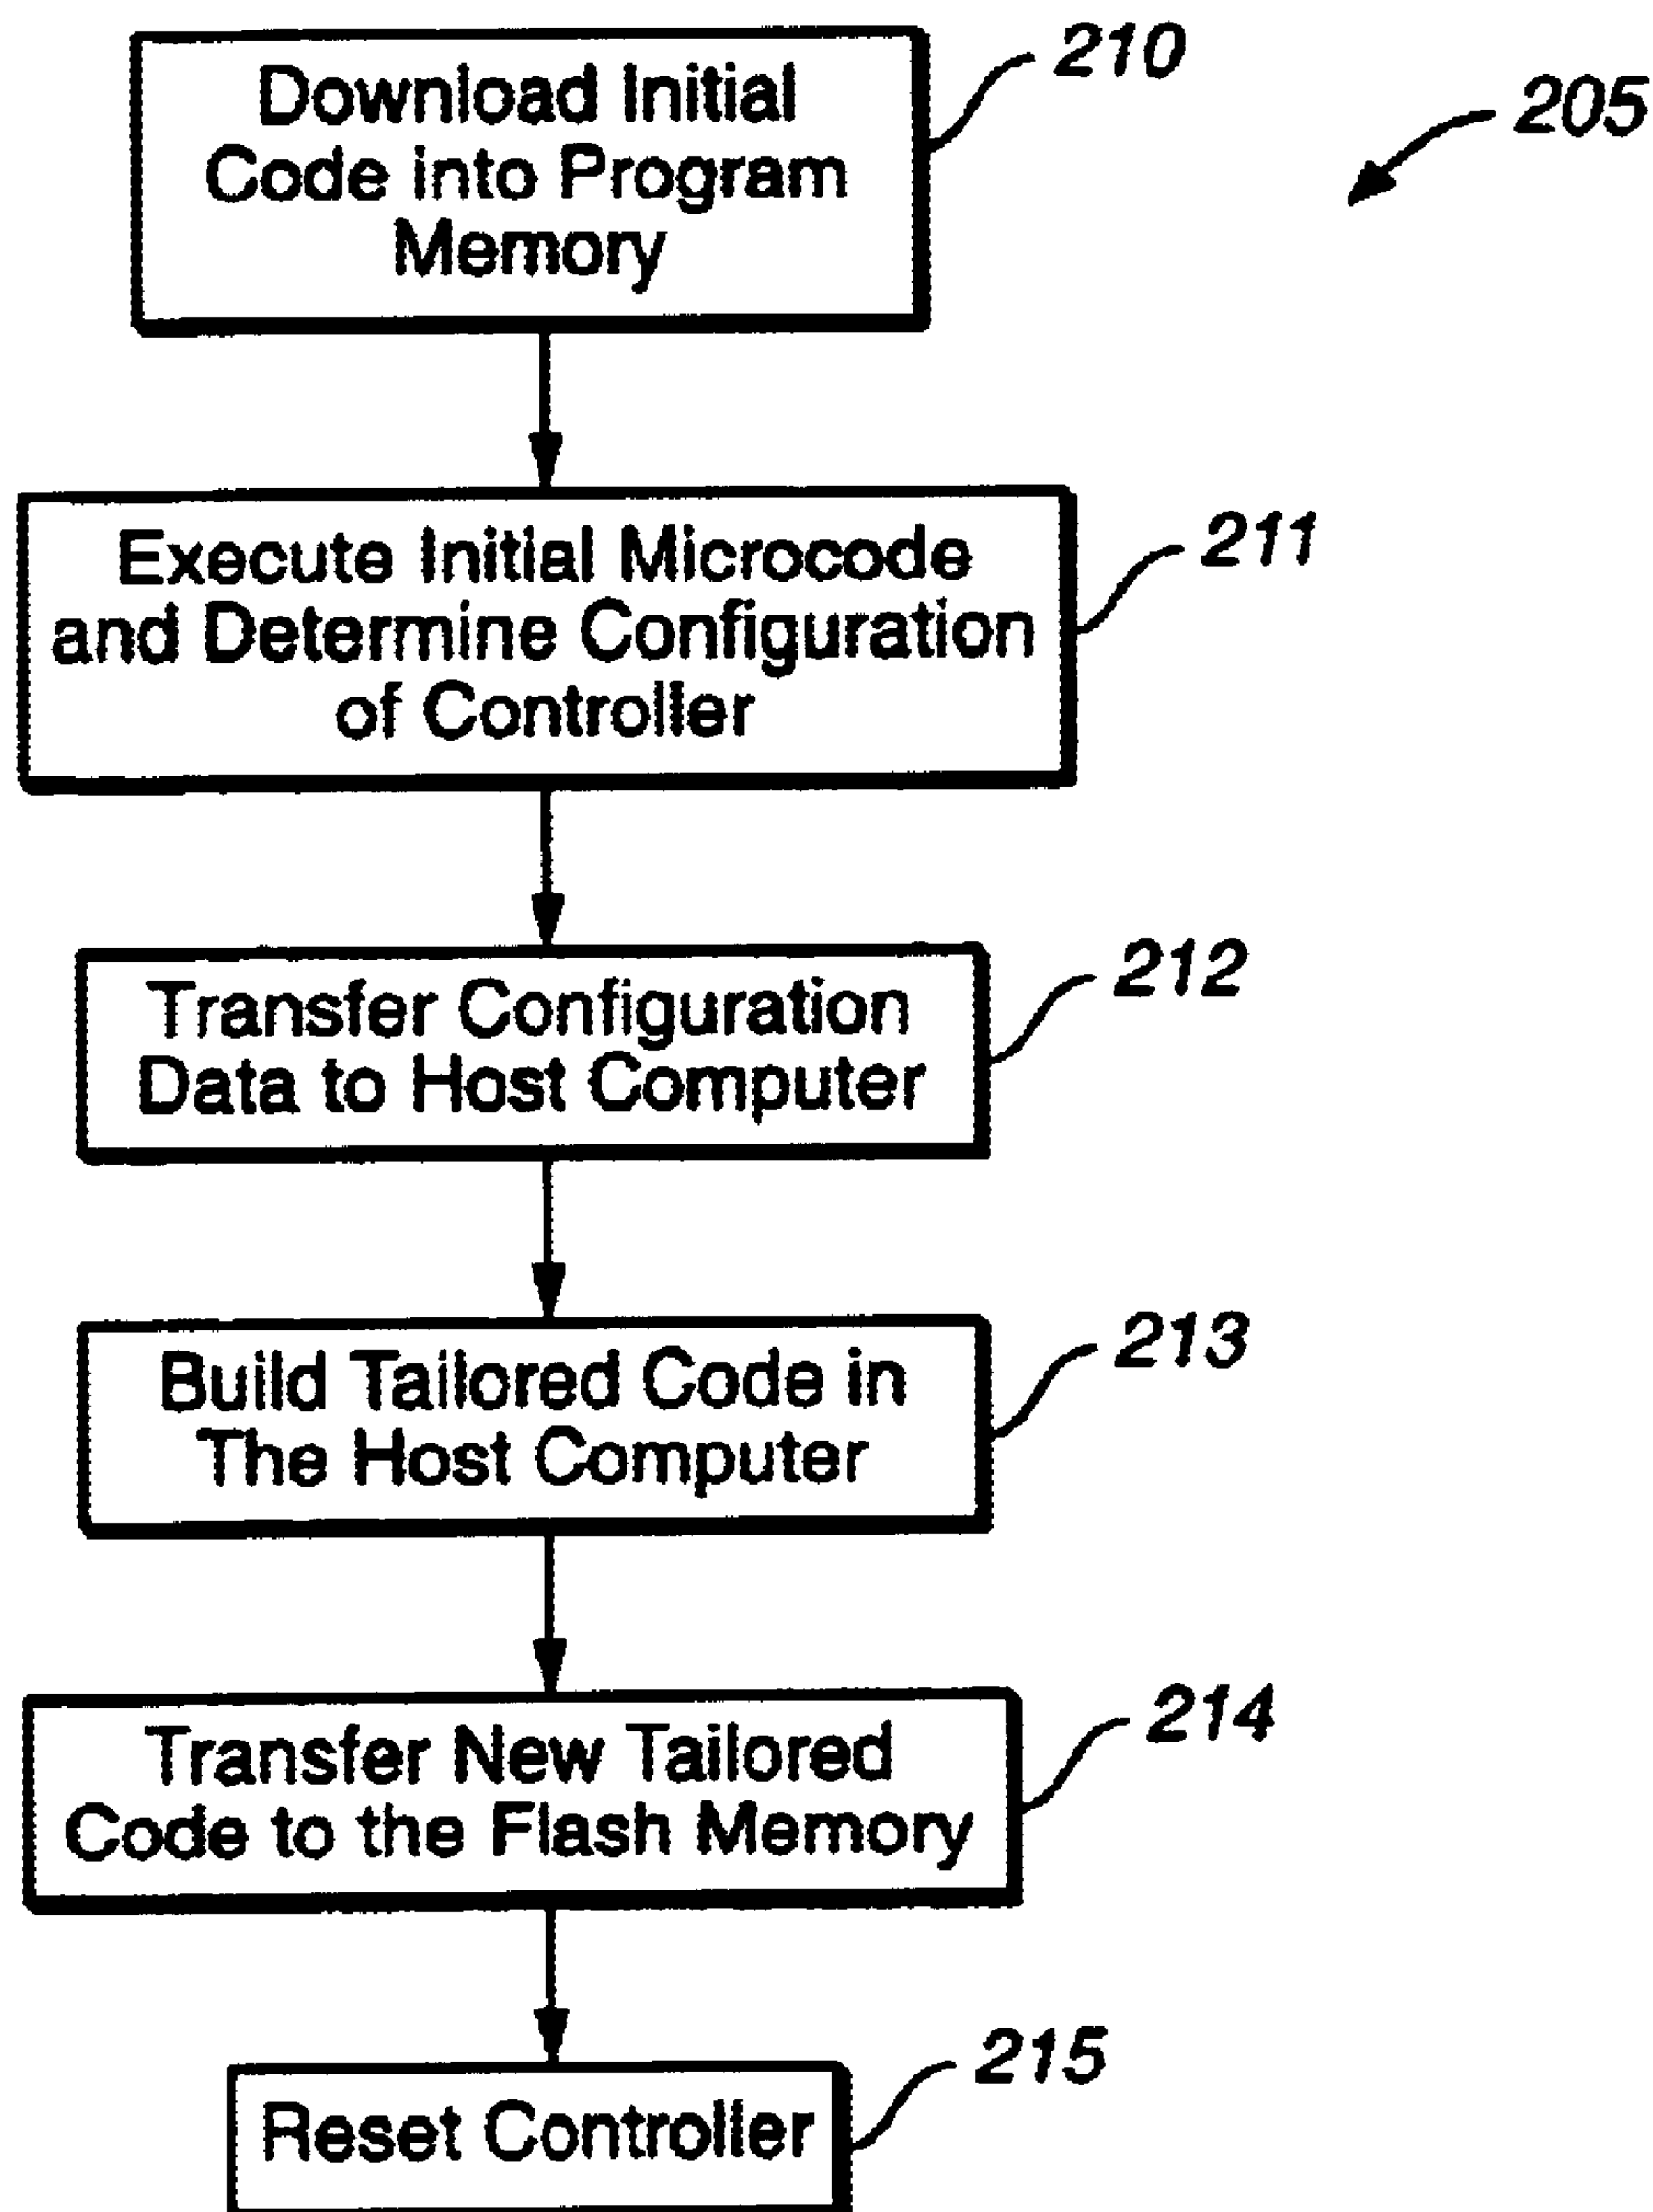 Download Initial
Code into Program
Memory
210
205
Execute Initial Microcode
and Determine Configuration
of Controller
211
Transfer Configuration
Data to Host Computer
212
Build Tailored Code in
The Host Computer
213
Transfer New Tailored
Code to the Flash Memory
214
Reset Controller
215